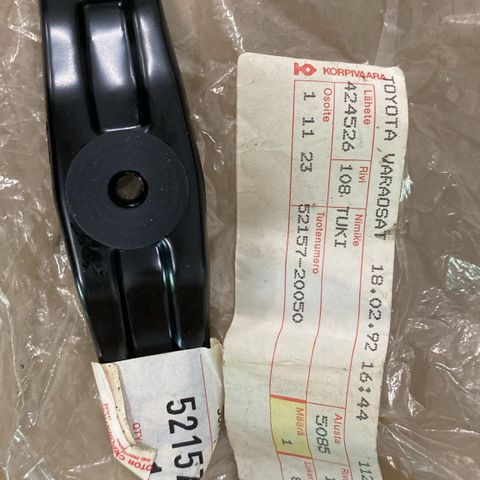 KORPIVAARA
TOYOTA VARAOSAT 18.02.92 16:44
Lähete Rivi Nimike Alusta
424526 108. TUKI 5085
Osoite Tuotenumero Määrä
1 11 23 52157-20050 1
52157